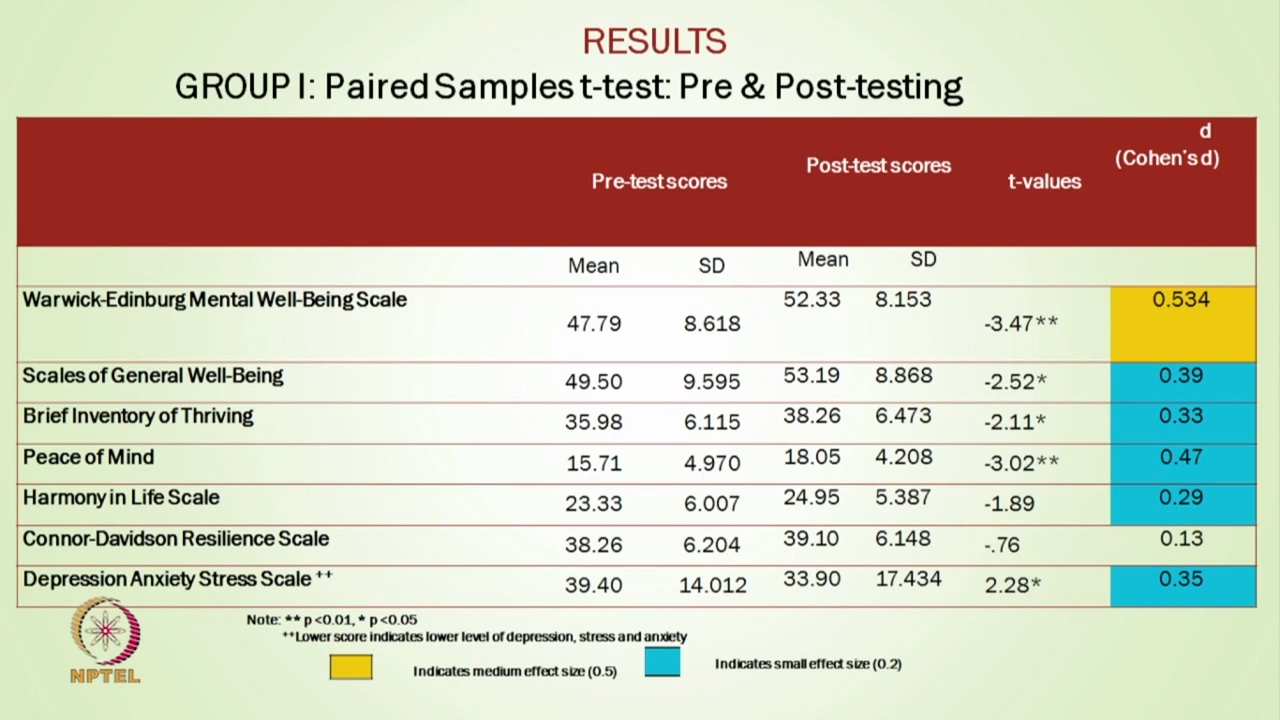 RESULTS
GROUP I: Paired Samples t-test: Pre & Post-testing
Pre-test scores Post-test scores t-values d (Cohen's d)
Mean SD Mean SD
Warwick-Edinburg Mental Well-Being Scale 47.79 8.618 52.33 8.153 -3.47** 0.534
Scales of General Well-Being 49.50 9.595 53.19 8.868 -2.52* 0.39
Brief Inventory of Thriving 35.98 6.115 38.26 6.473 -2.11* 0.33
Peace of Mind 15.71 4.970 18.05 4.208 -3.02** 0.47
Harmony in Life Scale 23.33 6.007 24.95 5.387 -1.89 0.29
Connor-Davidson Resilience Scale 38.26 6.204 39.10 6.148 -.76 0.13
Depression Anxiety Stress Scale ++ 39.40 14.012 33.90 17.434 2.28* 0.35
Note: ** p <0.01, * p <0.05
++Lower score indicates lower level of depression, stress and anxiety
Indicates medium effect size (0.5) Indicates small effect size (0.2)
NPTEL